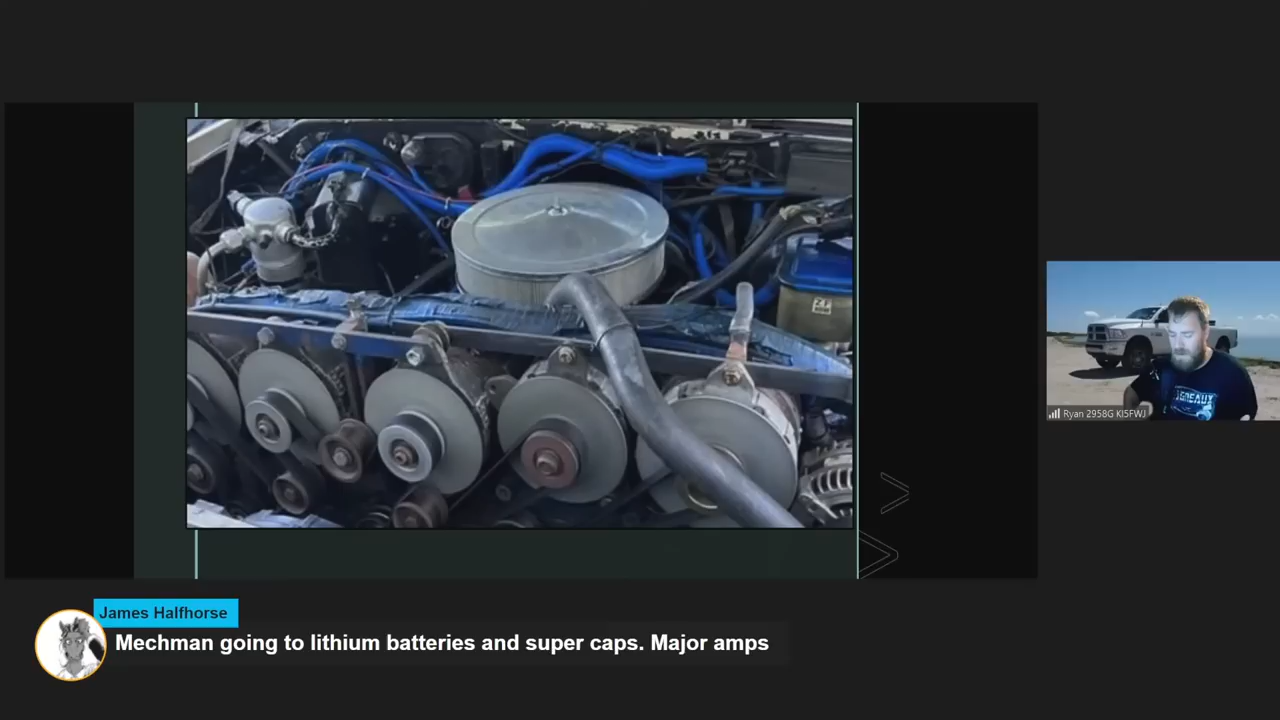 Ryan 2958G KI5FWJ
James Halfhorse
Mechman going to lithium batteries and super caps. Major amps